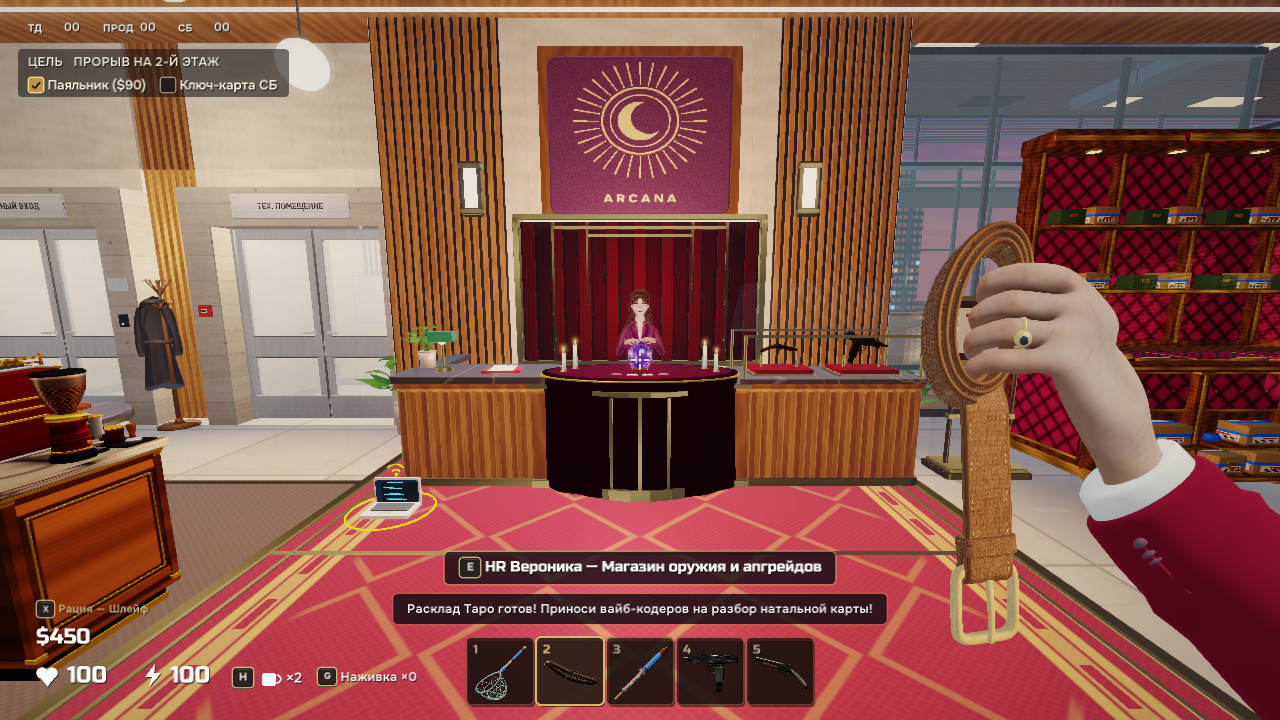 ТД 00 ПРОД 00 СБ 00
ЦЕЛЬ ПРОРЫВ НА 2-Й ЭТАЖ
Паяльник ($90) Ключ-карта СБ
ARCANA
НЫЙ ВХОД
ТЕХ. ПОМЕЩЕНИЕ
E HR Вероника — Магазин оружия и апгрейдов
Расклад Таро готов! Приноси вайб-кодеров на разбор натальной карты!
X Рация — Шлейф
$450
100 100 H ×2 G Наживка ×0
1 2 3 4 5